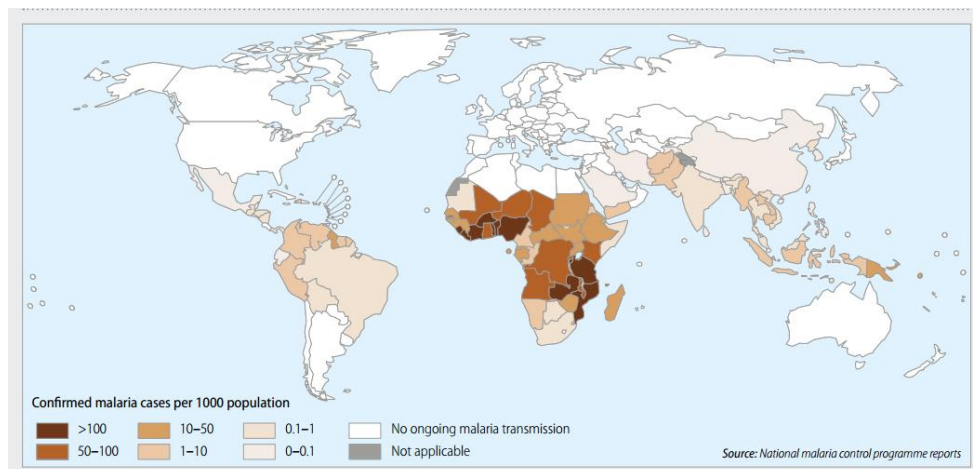 Confirmed malaria cases per 1000 population
>100
10–50
0.1–1
No ongoing malaria transmission
50–100
1–10
0–0.1
Not applicable
Source: National malaria control programme reports